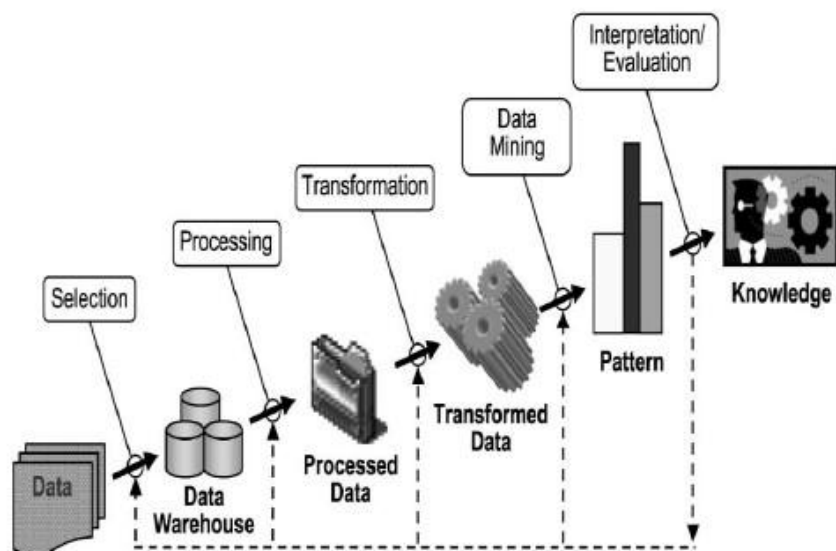 Interpretation/
Evaluation
Data
Mining
Transformation
Processing
Selection
Data
Data
Warehouse
Processed
Data
Transformed
Data
Pattern
Knowledge